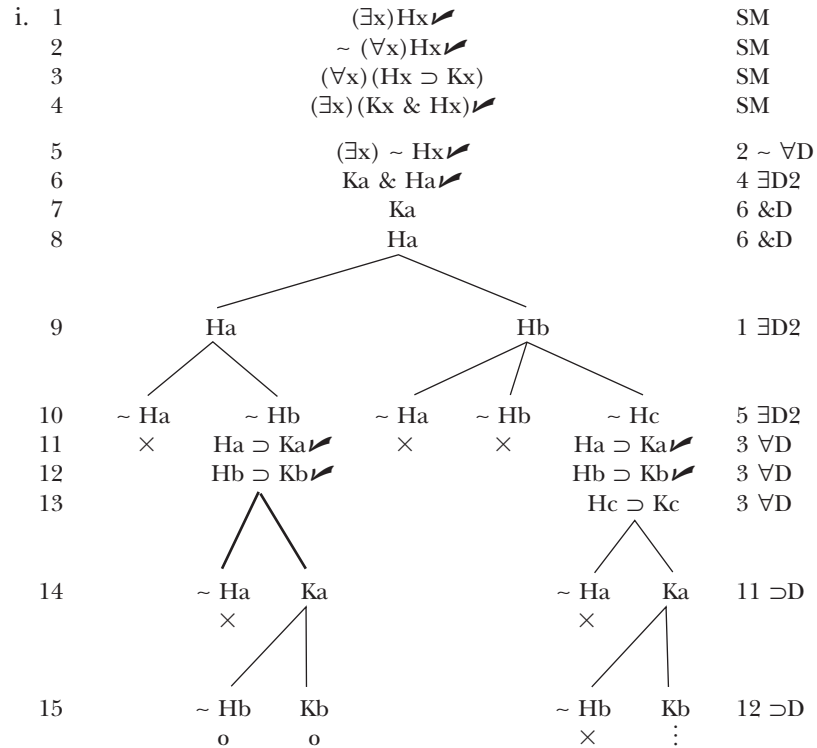 i. 1 (∃x)Hx✔ SM
2 ~ (∀x)Hx✔ SM
3 (∀x)(Hx ⊃ Kx) SM
4 (∃x)(Kx & Hx)✔ SM
5 (∃x) ~ Hx✔ 2 ~ ∀D
6 Ka & Ha✔ 4 ∃D2
7 Ka 6 &D
8 Ha 6 &D
9 Ha Hb 1 ∃D2
10 ~ Ha ~ Hb ~ Ha ~ Hb ~ Hc 5 ∃D2
11 × Ha ⊃ Ka✔ × × Ha ⊃ Ka✔ 3 ∀D
12 Hb ⊃ Kb✔ Hb ⊃ Kb✔ 3 ∀D
13 Hc ⊃ Kc 3 ∀D
14 ~ Ha Ka ~ Ha Ka 11 ⊃D
× ×
15 ~ Hb Kb ~ Hb Kb 12 ⊃D
o o × ⋮